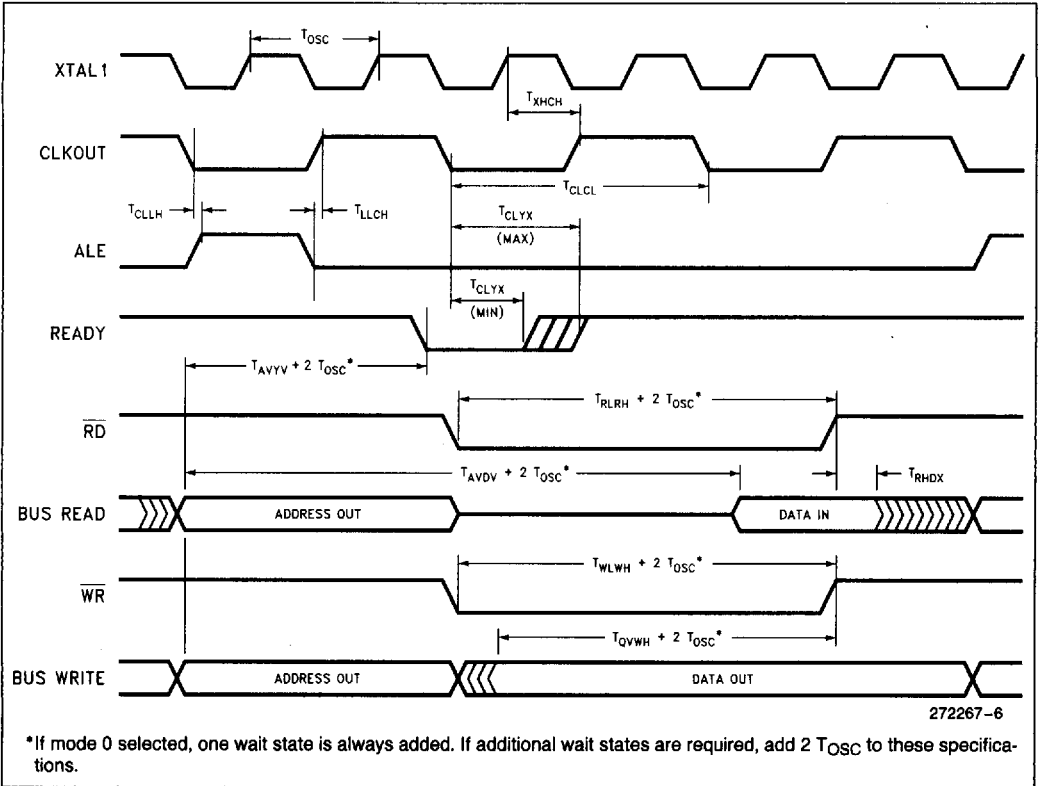 T_OSC
XTAL1
T_XHCH
CLKOUT
T_CLCL
T_CLLH
T_LLCH
T_CLYX
(MAX)
ALE
T_CLYX
(MIN)
READY
T_AVYV + 2 T_OSC*
T_RLRH + 2 T_OSC*
RD
T_AVDV + 2 T_OSC*
T_RHDX
BUS READ
ADDRESS OUT
DATA IN
T_WLWH + 2 T_OSC*
WR
T_QVWH + 2 T_OSC*
BUS WRITE
ADDRESS OUT
DATA OUT
272267-6
*If mode 0 selected, one wait state is always added. If additional wait states are required, add 2 T_OSC to these specifica-
tions.